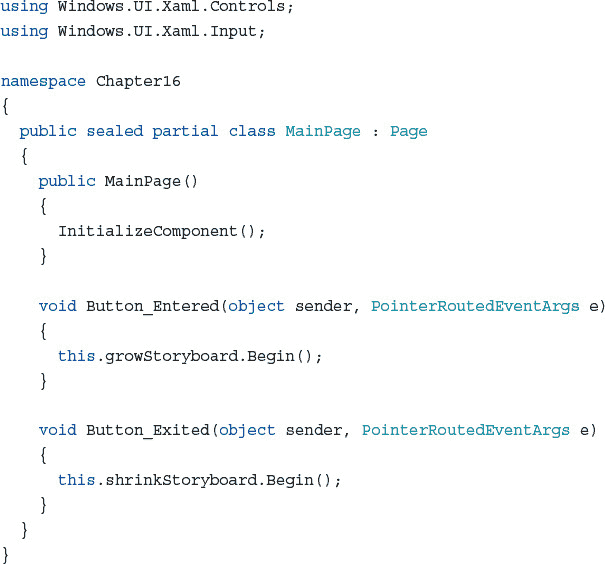 using Windows.UI.Xaml.Controls;
using Windows.UI.Xaml.Input;

namespace Chapter16
{
  public sealed partial class MainPage : Page
  {
    public MainPage()
    {
      InitializeComponent();
    }

    void Button_Entered(object sender, PointerRoutedEventArgs e)
    {
      this.growStoryboard.Begin();
    }

    void Button_Exited(object sender, PointerRoutedEventArgs e)
    {
      this.shrinkStoryboard.Begin();
    }
  }
}